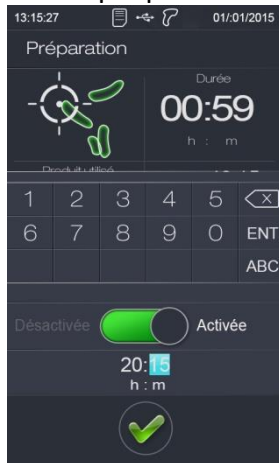 13:15:27 01/:01/2015
Préparation
Durée
00:59
h : m
Produit utilisé
1 2 3 4 5
6 7 8 9 0 ENT
ABC
Désactivée Activée
20:15
h : m